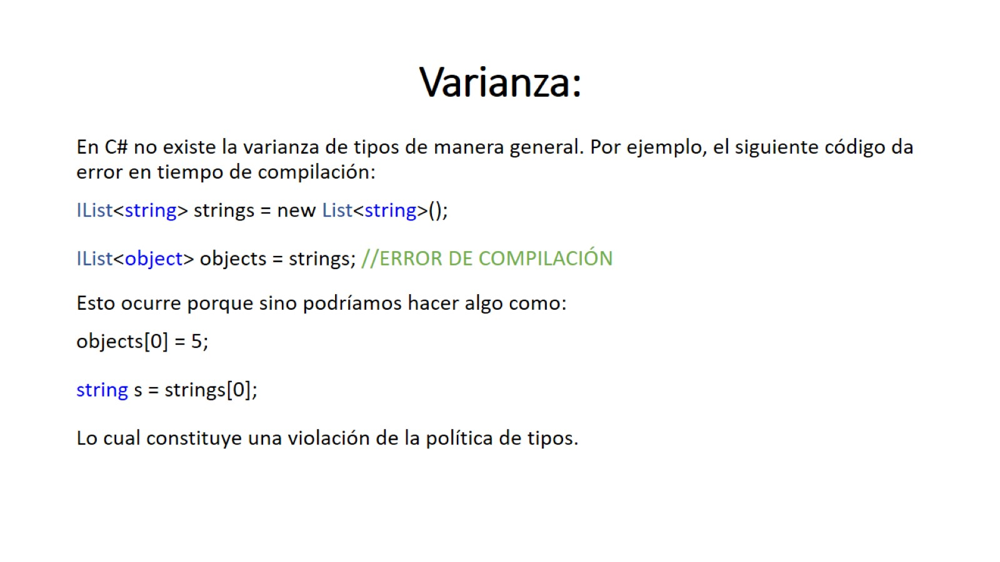 Varianza:
En C# no existe la varianza de tipos de manera general. Por ejemplo, el siguiente código da
error en tiempo de compilación:
IList<string> strings = new List<string>();
IList<object> objects = strings; //ERROR DE COMPILACIÓN
Esto ocurre porque sino podríamos hacer algo como:
objects[0] = 5;
string s = strings[0];
Lo cual constituye una violación de la política de tipos.